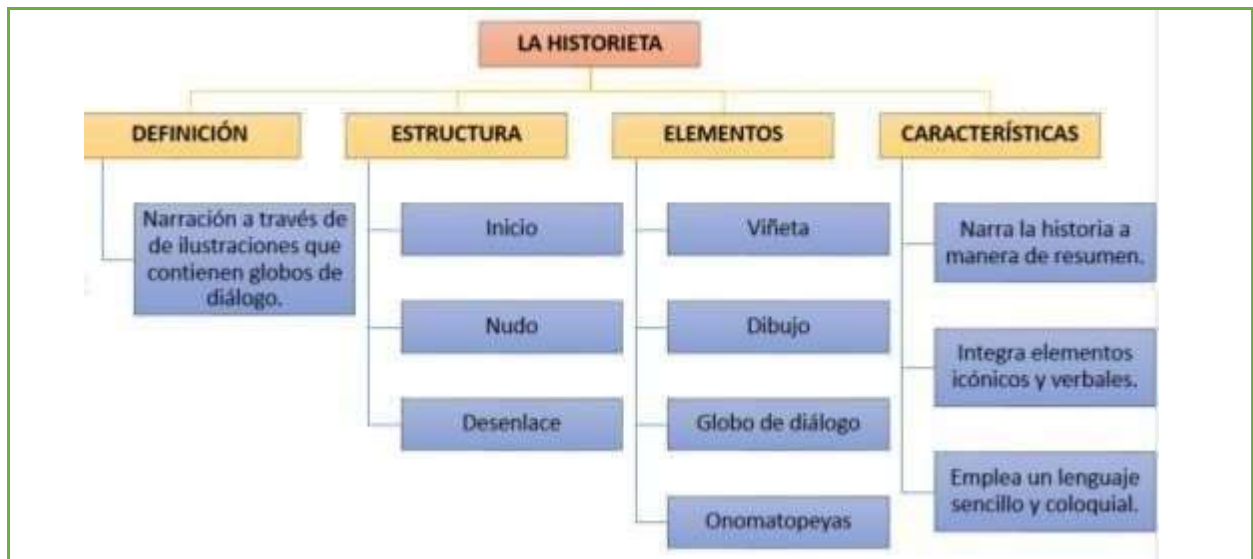 LA HISTORIETA
DEFINICIÓN
Narración a través de
de ilustraciones que
contienen globos de
diálogo.
ESTRUCTURA
Inicio
Nudo
Desenlace
ELEMENTOS
Viñeta
Dibujo
Globo de diálogo
Onomatopeyas
CARACTERÍSTICAS
Narra la historia a
manera de resumen.
Integra elementos
icónicos y verbales.
Emplea un lenguaje
sencillo y coloquial.